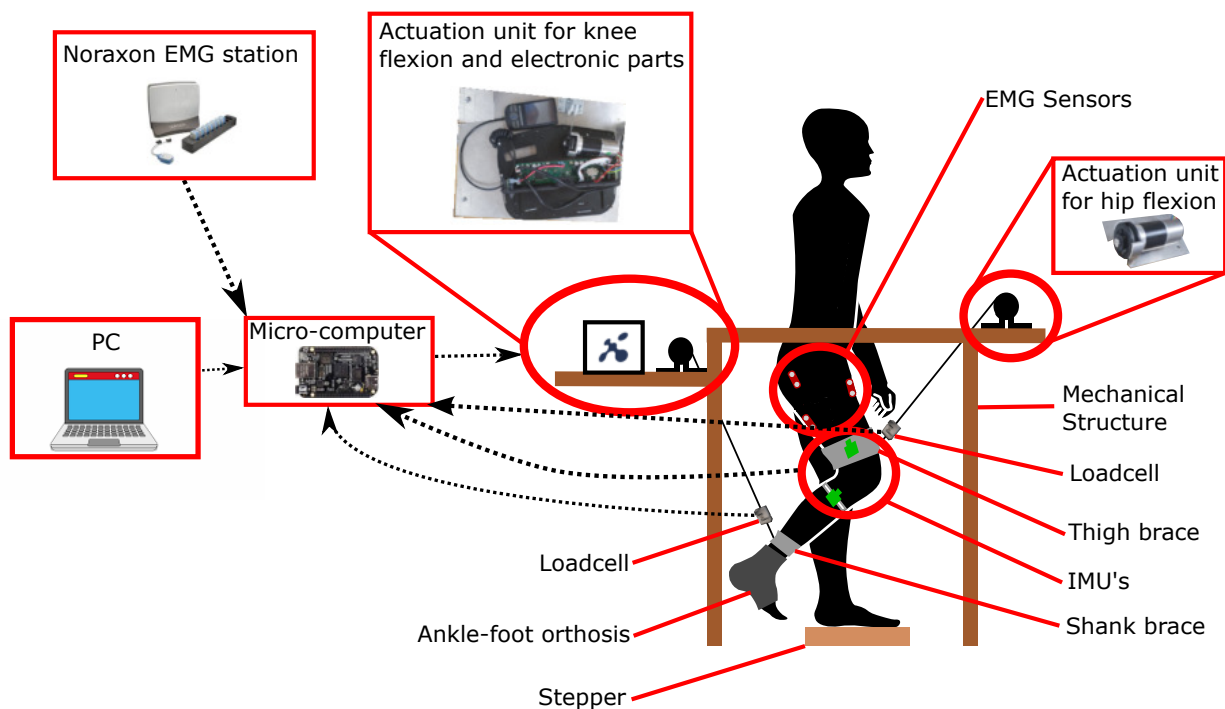 Noraxon EMG station
Actuation unit for knee
flexion and electronic parts
EMG Sensors
Actuation unit
for hip flexion
PC
Micro-computer
Mechanical
Structure
Loadcell
Thigh brace
IMU's
Shank brace
Loadcell
Ankle-foot orthosis
Stepper